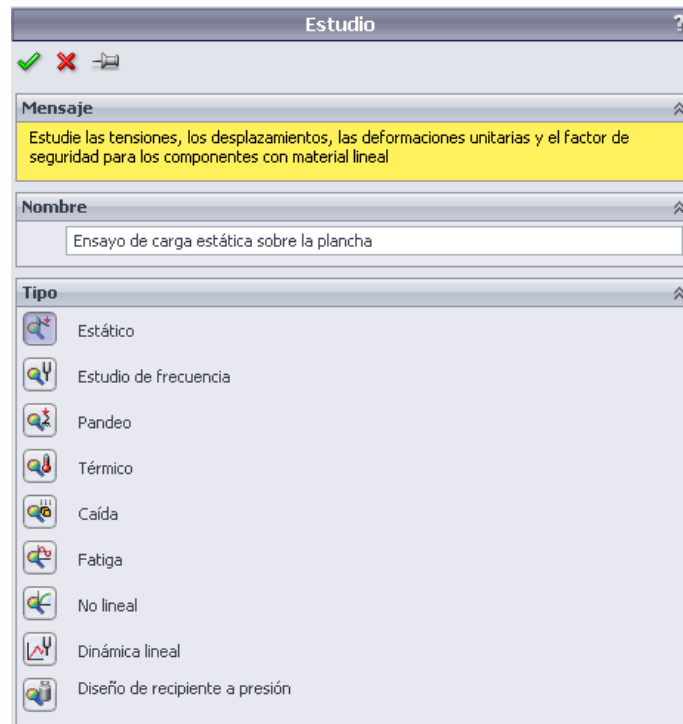 Estudio
?
Mensaje
Estudie las tensiones, los desplazamientos, las deformaciones unitarias y el factor de
seguridad para los componentes con material lineal
Nombre
Ensayo de carga estática sobre la plancha
Tipo
Estático
Estudio de frecuencia
Pandeo
Térmico
Caída
Fatiga
No lineal
Dinámica lineal
Diseño de recipiente a presión